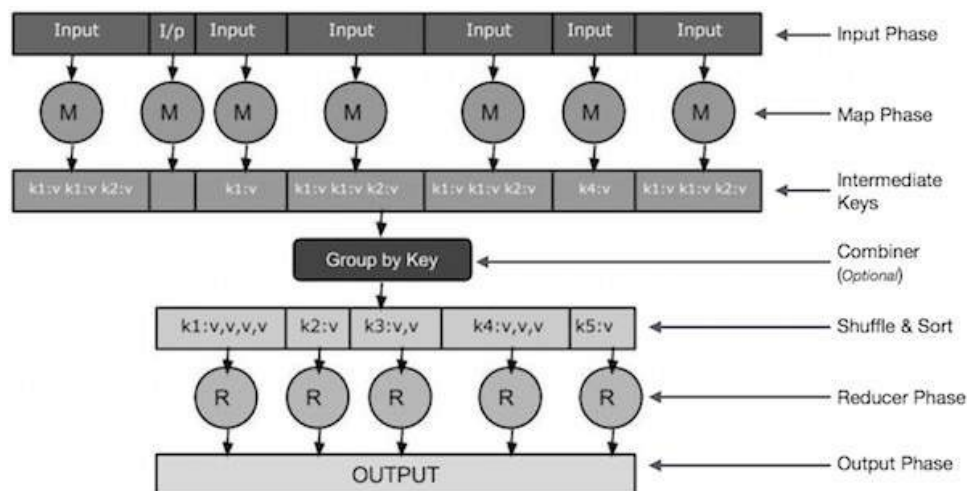 Input I/p Input Input Input Input Input
Input Phase
M M M M M M M
Map Phase
k1:v k1:v k2:v k1:v k1:v k1:v k2:v k1:v k1:v k2:v k4:v k1:v k1:v k2:v
Intermediate
Keys
Group by Key
Combiner
(Optional)
k1:v,v,v,v k2:v k3:v,v k4:v,v,v k5:v
Shuffle & Sort
R R R R R
Reducer Phase
OUTPUT
Output Phase